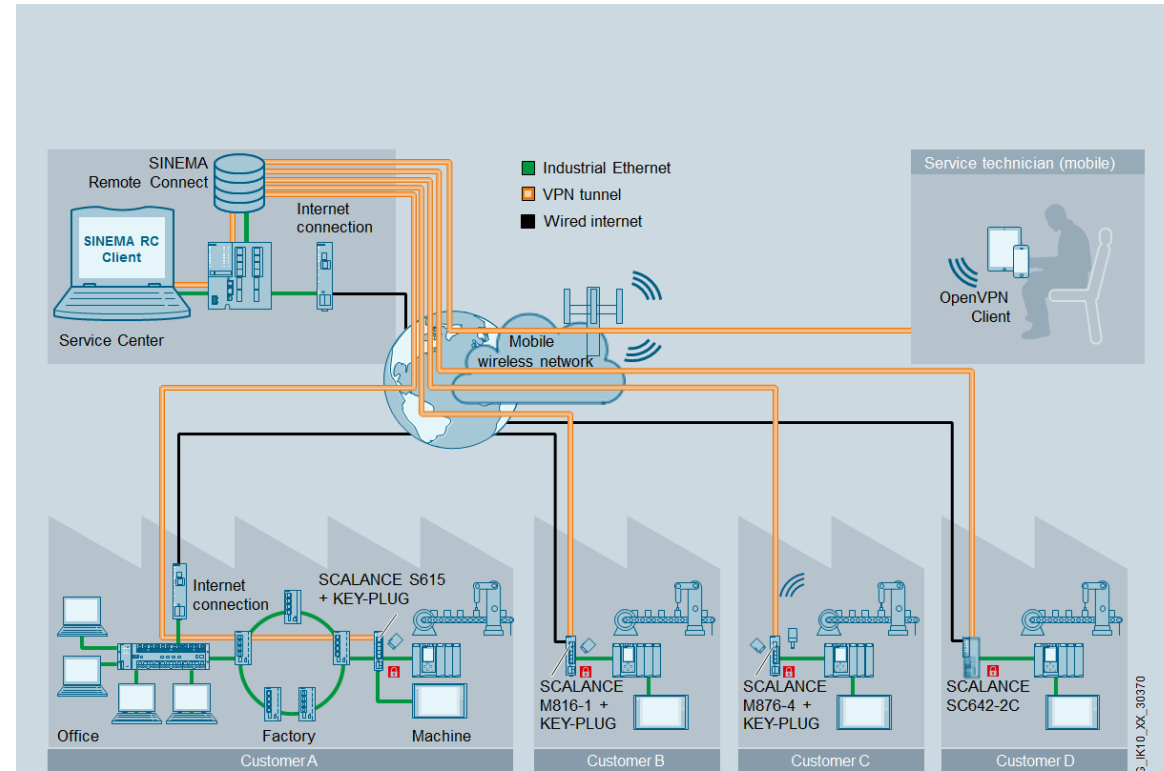 SINEMA
Remote Connect
Internet
connection
SINEMA RC
Client
Service Center
Industrial Ethernet
VPN tunnel
Wired internet
Service technician (mobile)
OpenVPN
Client
Mobile
wireless network
Internet
connection
SCALANCE S615
+ KEY-PLUG
Office
Factory
Machine
Customer A
SCALANCE
M816-1 +
KEY-PLUG
Customer B
SCALANCE
M876-4 +
KEY-PLUG
Customer C
SCALANCE
SC642-2C
Customer D
G_IK10_XX_30370